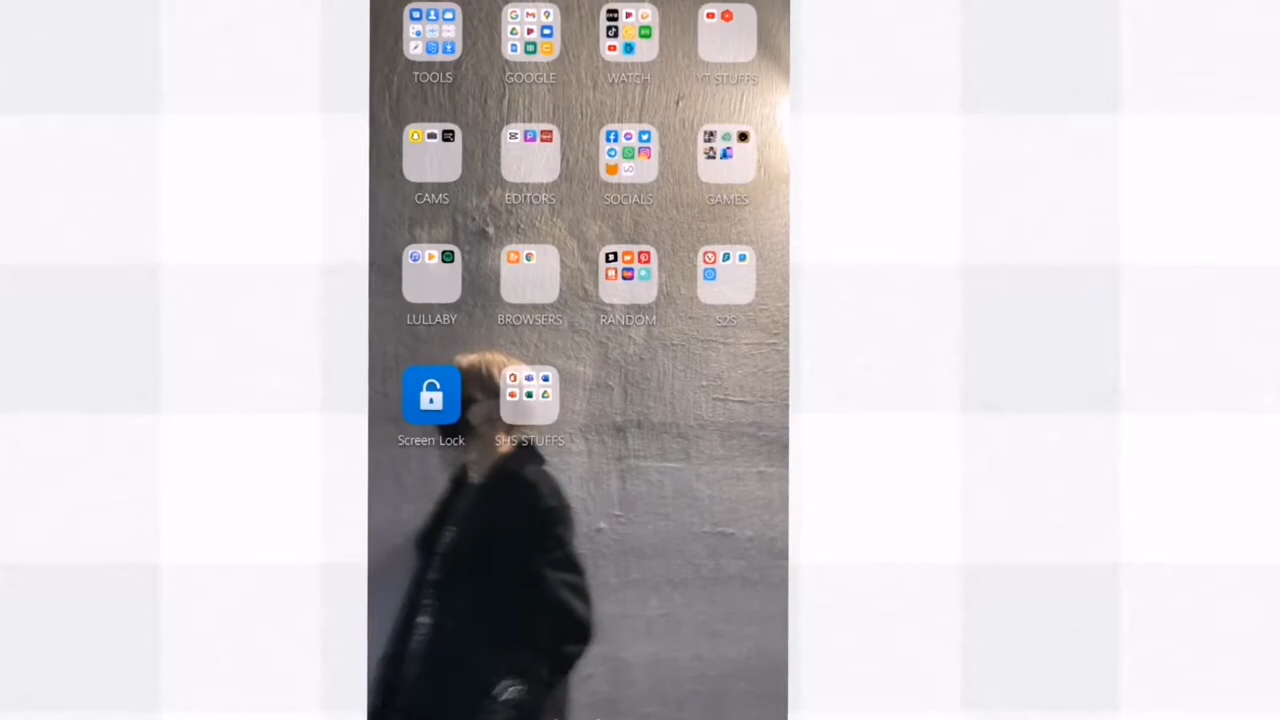 TOOLS GOOGLE WATCH YT STUFFS
CAMS EDITORS SOCIALS GAMES
LULLABY BROWSERS RANDOM S2S
Screen Lock SHS STUFFS